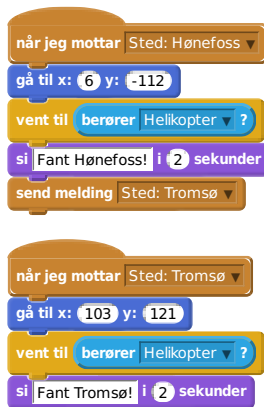 når jeg mottar Sted: Hønefoss
gå til x: 6 y: -112
vent til berører Helikopter ?
si Fant Hønefoss! i 2 sekunder
send melding Sted: Tromsø
når jeg mottar Sted: Tromsø
gå til x: 103 y: 121
vent til berører Helikopter ?
si Fant Tromsø! i 2 sekunder